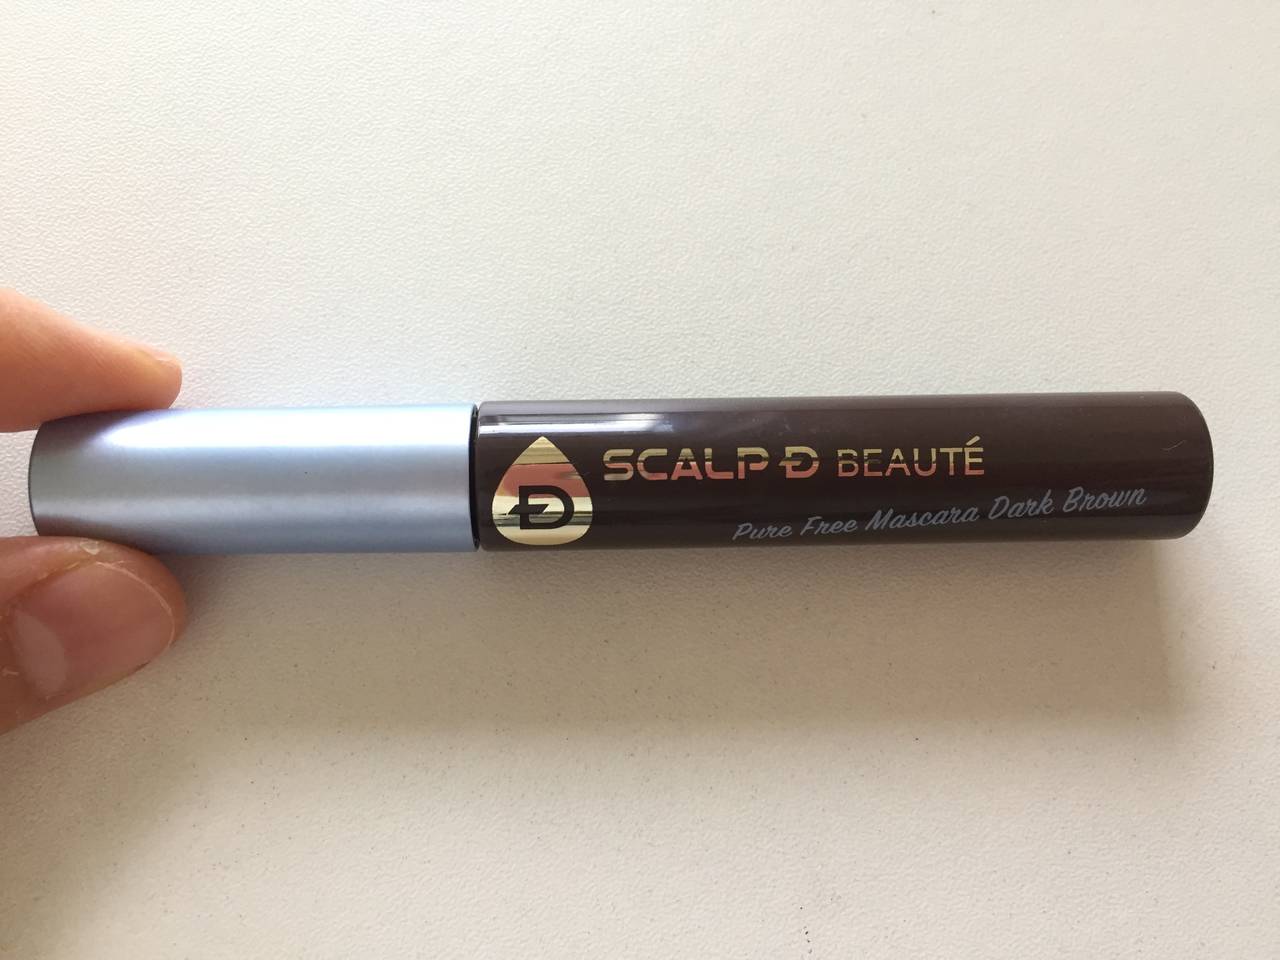 SCALP D BEAUTÉ
D
Pure Free Mascara Dark Brown